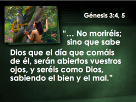 Génesis 3:4, 5
"... No moriréis;
sino que sabe
Dios que el día que comáis
de él, serán abiertos vuestros
ojos, y seréis como Dios,
sabiendo el bien y el mal."